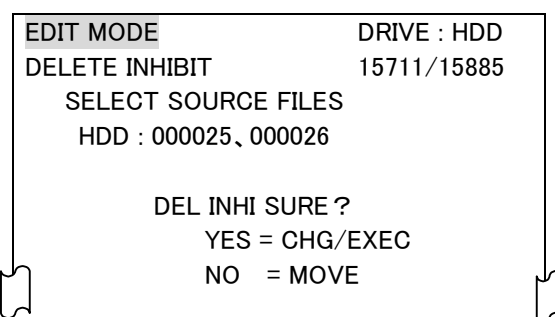 EDIT MODE DRIVE : HDD
DELETE INHIBIT 15711/15885
SELECT SOURCE FILES
HDD : 000025、000026
DEL INHI SURE？
YES = CHG/EXEC
NO = MOVE